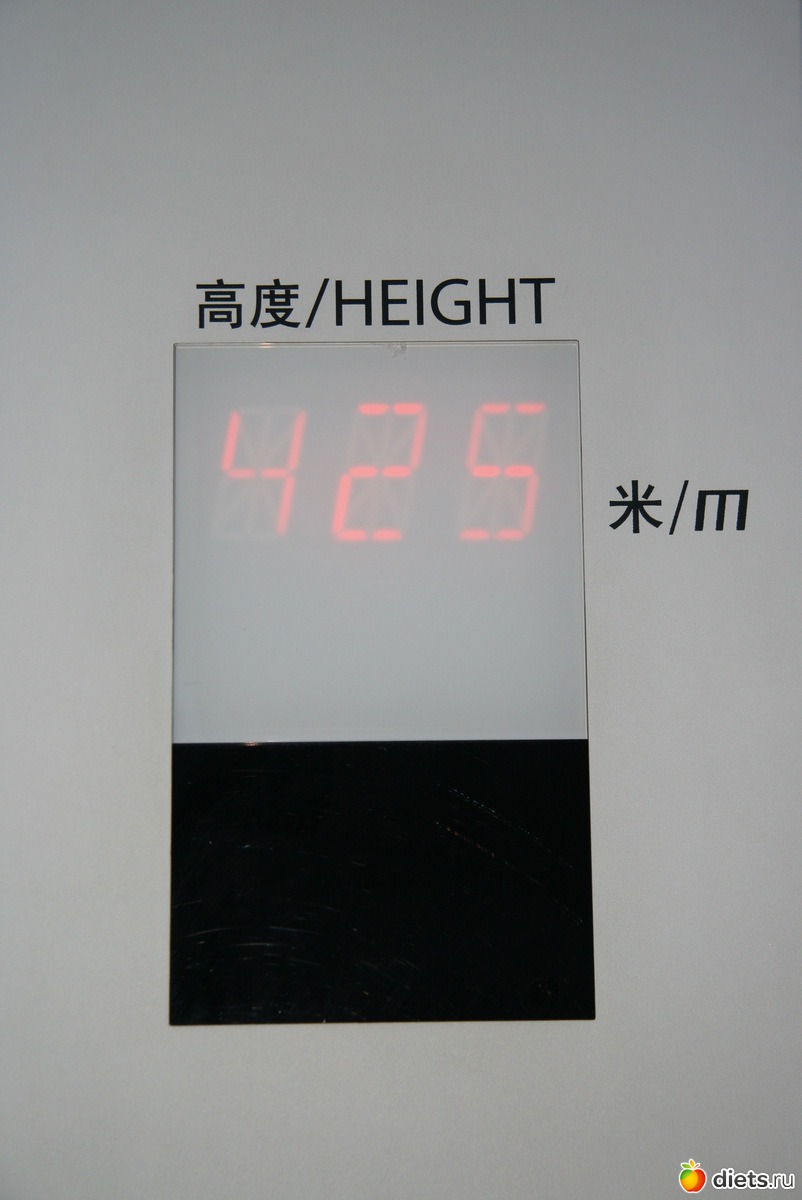 高度/HEIGHT
425
米/m
diets.ru